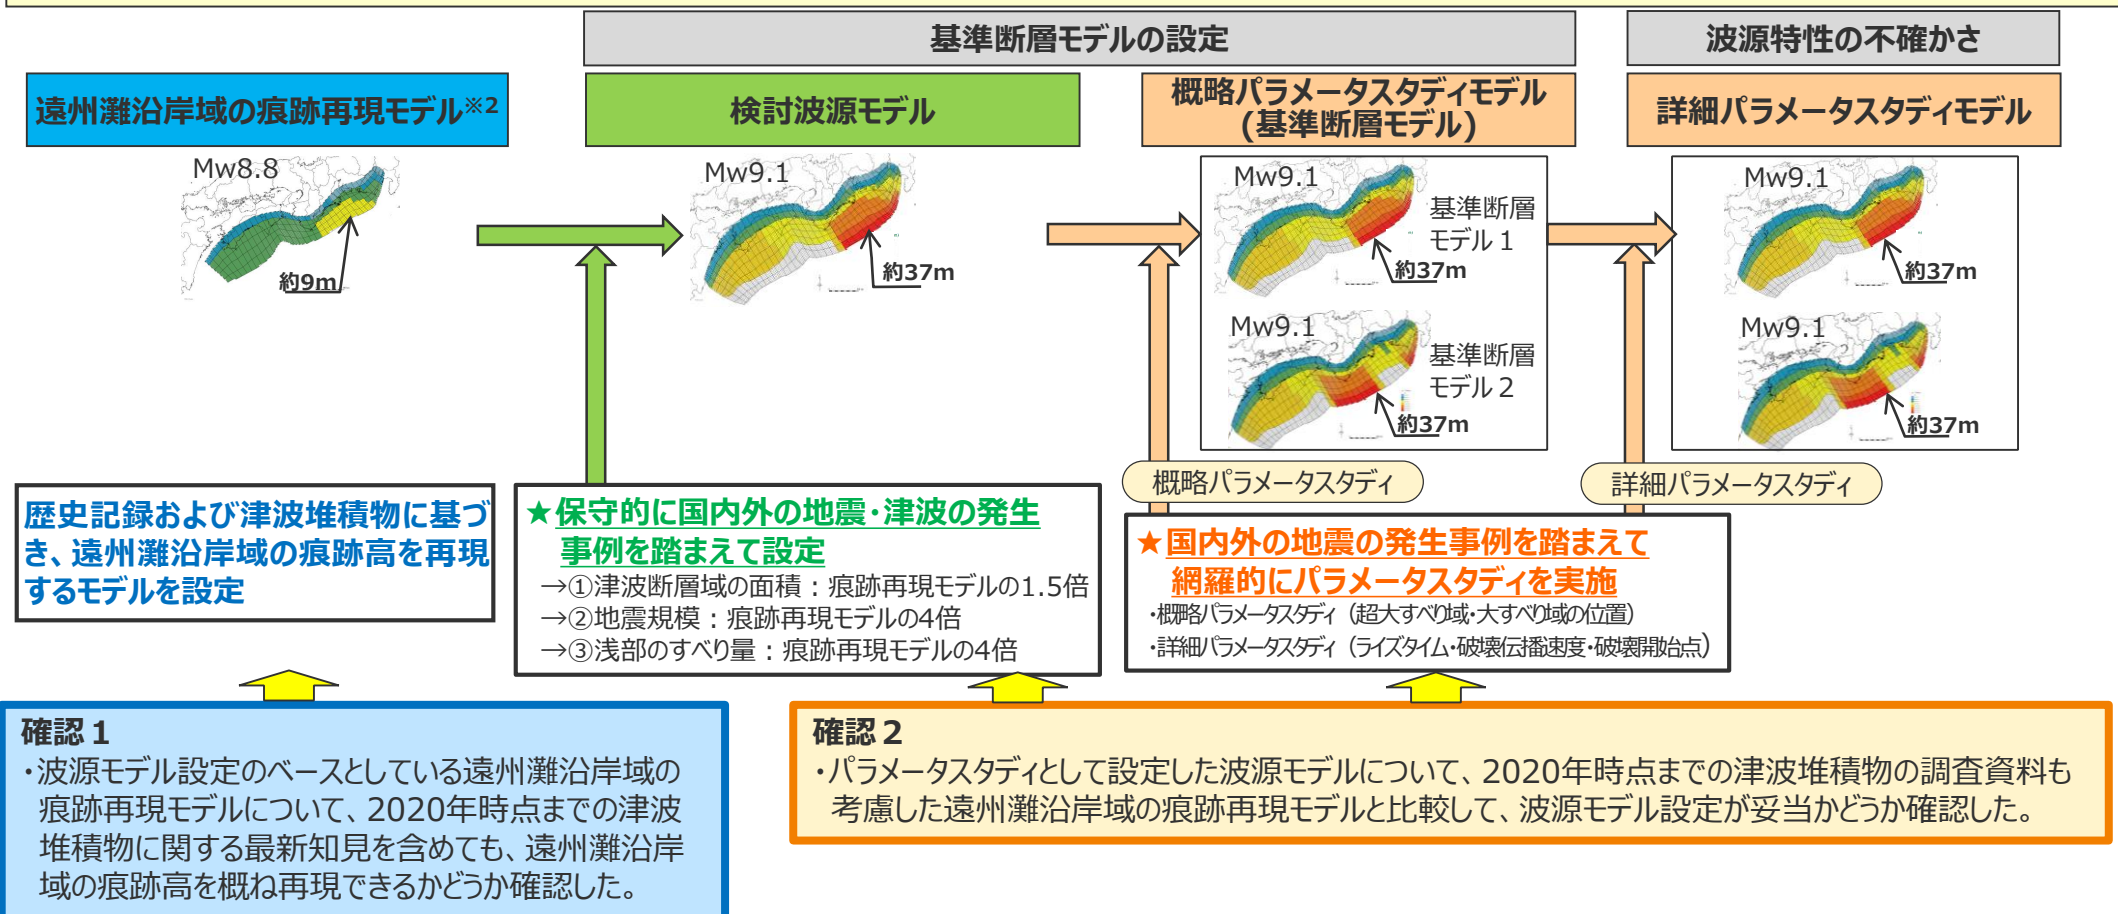 基準断層モデルの設定
波源特性の不確かさ
遠州灘沿岸域の痕跡再現モデル※2
検討波源モデル
概略パラメータスタディモデル
(基準断層モデル)
詳細パラメータスタディモデル
Mw8.8
約9m
Mw9.1
約37m
Mw9.1
基準断層
モデル1
約37m
Mw9.1
基準断層
モデル2
約37m
Mw9.1
約37m
Mw9.1
約37m
概略パラメータスタディ
詳細パラメータスタディ
歴史記録および津波堆積物に基づ
き、遠州灘沿岸域の痕跡高を再現
するモデルを設定
★保守的に国内外の地震・津波の発生
事例を踏まえて設定
→①津波断層域の面積：痕跡再現モデルの1.5倍
→②地震規模：痕跡再現モデルの4倍
→③浅部のすべり量：痕跡再現モデルの4倍
★国内外の地震の発生事例を踏まえて
網羅的にパラメータスタディを実施
・概略パラメータスタディ（超大すべり域・大すべり域の位置）
・詳細パラメータスタディ（ライズタイム・破壊伝播速度・破壊開始点）
確認1
・波源モデル設定のベースとしている遠州灘沿岸域の
痕跡再現モデルについて、2020年時点までの津波
堆積物に関する最新知見を含めても、遠州灘沿岸
域の痕跡高を概ね再現できるかどうか確認した。
確認2
・パラメータスタディとして設定した波源モデルについて、2020年時点までの津波堆積物の調査資料も
考慮した遠州灘沿岸域の痕跡再現モデルと比較して、波源モデル設定が妥当かどうか確認した。